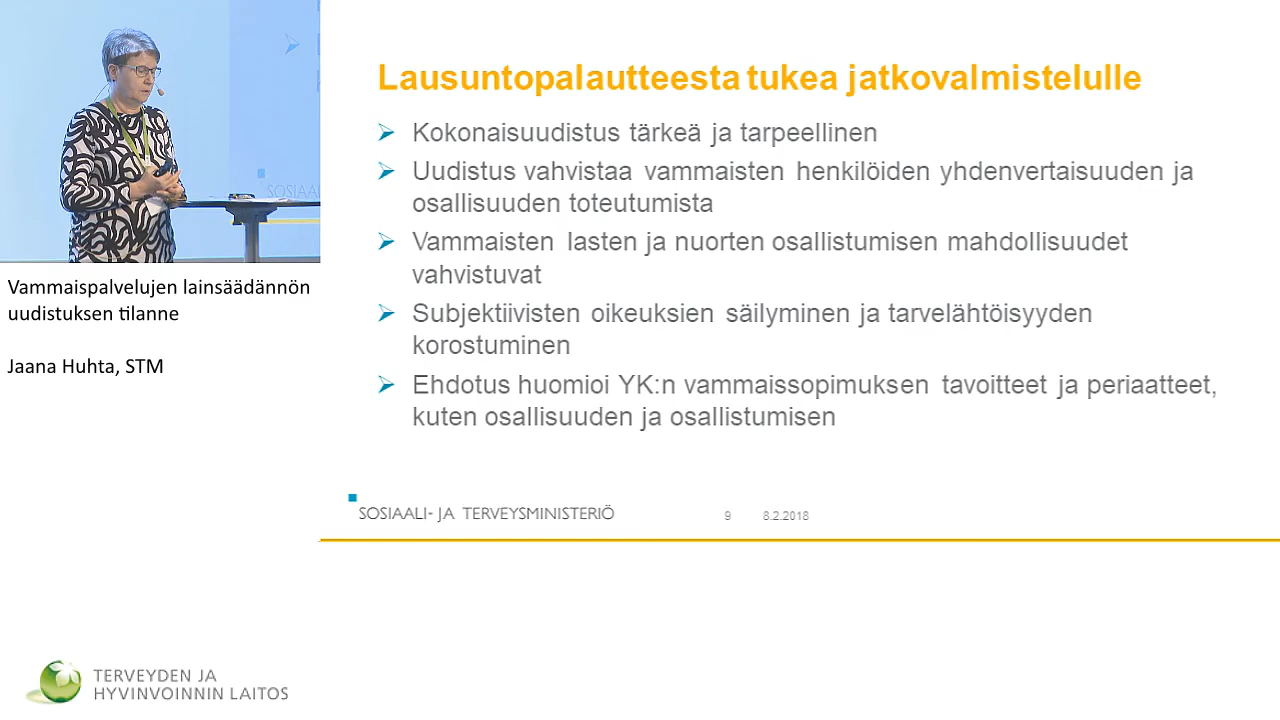 Lausuntopalautteesta tukea jatkovalmistelulle
Kokonaisuudistus tärkeä ja tarpeellinen
Uudistus vahvistaa vammaisten henkilöiden yhdenvertaisuuden ja
osallisuuden toteutumista
Vammaisten lasten ja nuorten osallistumisen mahdollisuudet
vahvistuvat
Subjektiivisten oikeuksien säilyminen ja tarvelähtöisyyden
korostuminen
Ehdotus huomioi YK:n vammaissopimuksen tavoitteet ja periaatteet,
kuten osallisuuden ja osallistumisen
SOSIAALI- JA TERVEYSMINISTERIÖ 9 8.2.2018
SOSIAAL
Vammaispalvelujen lainsäädännön
uudistuksen tilanne
Jaana Huhta, STM
TERVEYDEN JA
HYVINVOINNIN LAITOS